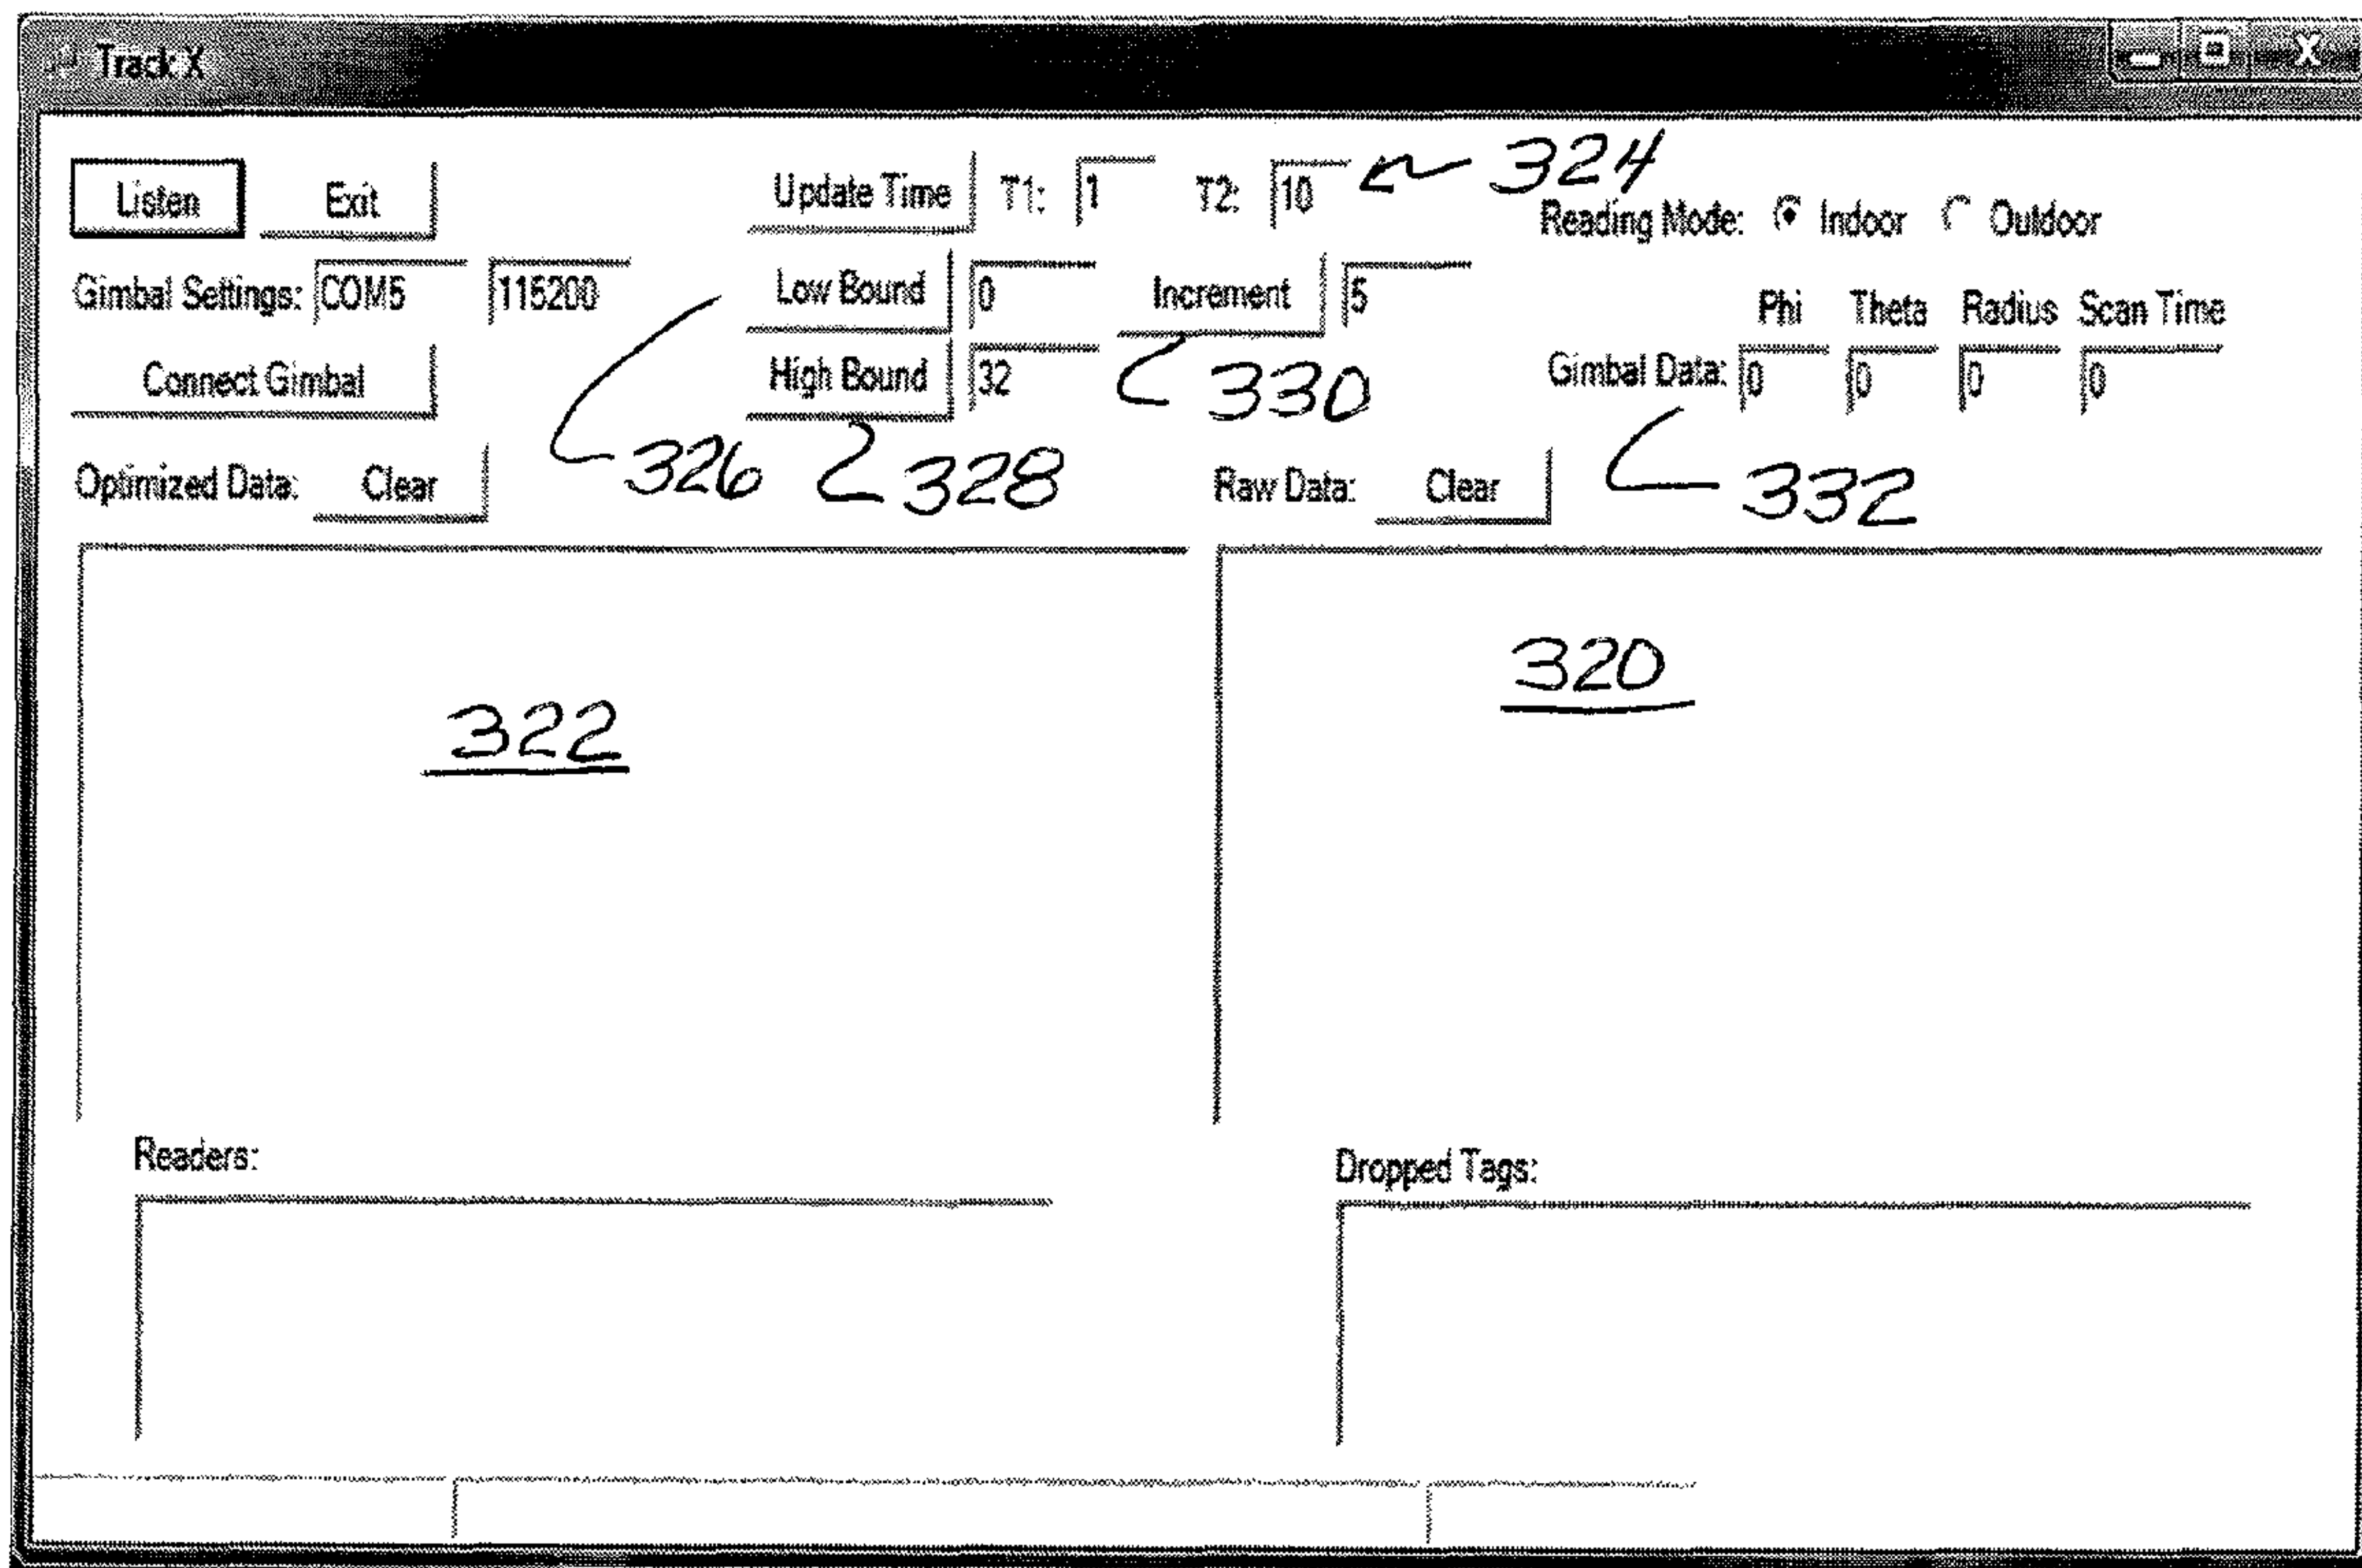 Track X
Listen Exit Update Time T1: 1 T2: 10 324
Reading Mode: Indoor Outdoor
Gimbal Settings: COM5 115200 Low Bound 0 Increment 5
Phi Theta Radius Scan Time
Connect Gimbal High Bound 32 330 Gimbal Data: 0 0 0 0
Optimized Data: Clear 326 328 Raw Data: Clear 332
320
322
Readers:
Dropped Tags: